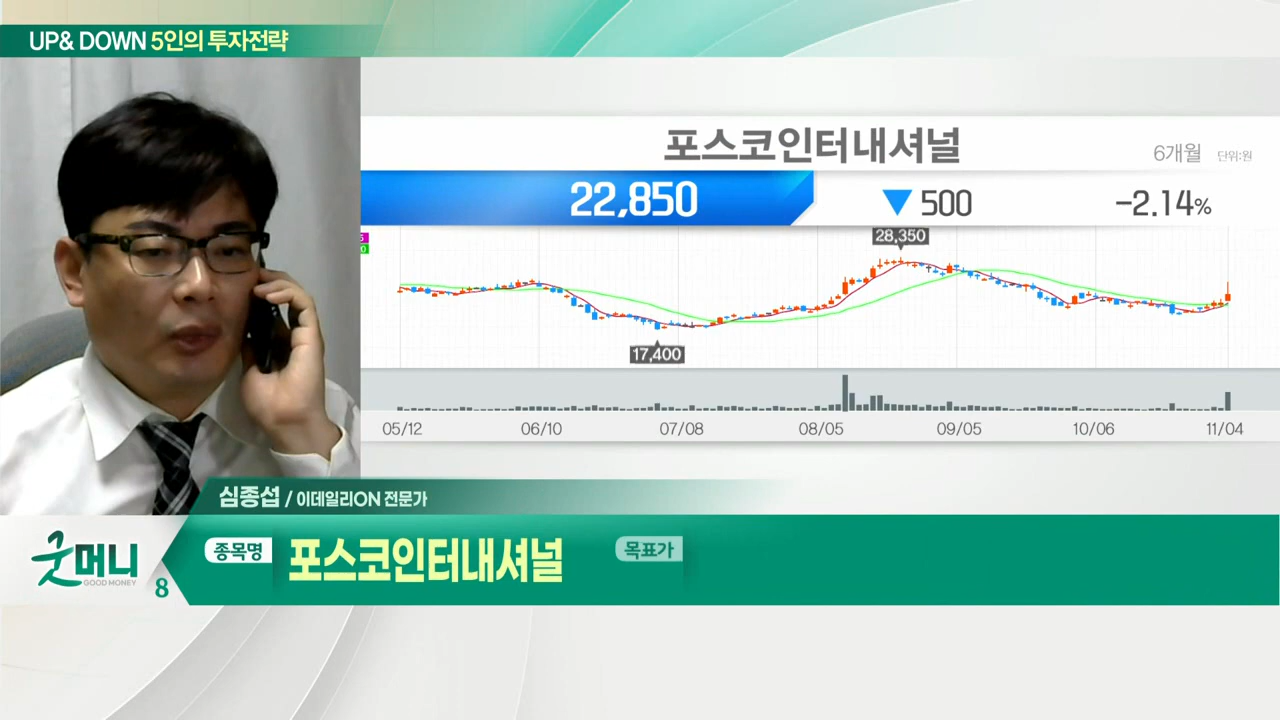 UP& DOWN 5인의 투자전략
포스코인터내셔널
6개월 단위:원
22,850 ▼ 500 -2.14%
28,350
17,400
05/12 06/10 07/08 08/05 09/05 10/06 11/04
심종섭 / 이데일리ON 전문가
굿머니
GOOD MONEY
8
종목명 포스코인터내셔널 목표가